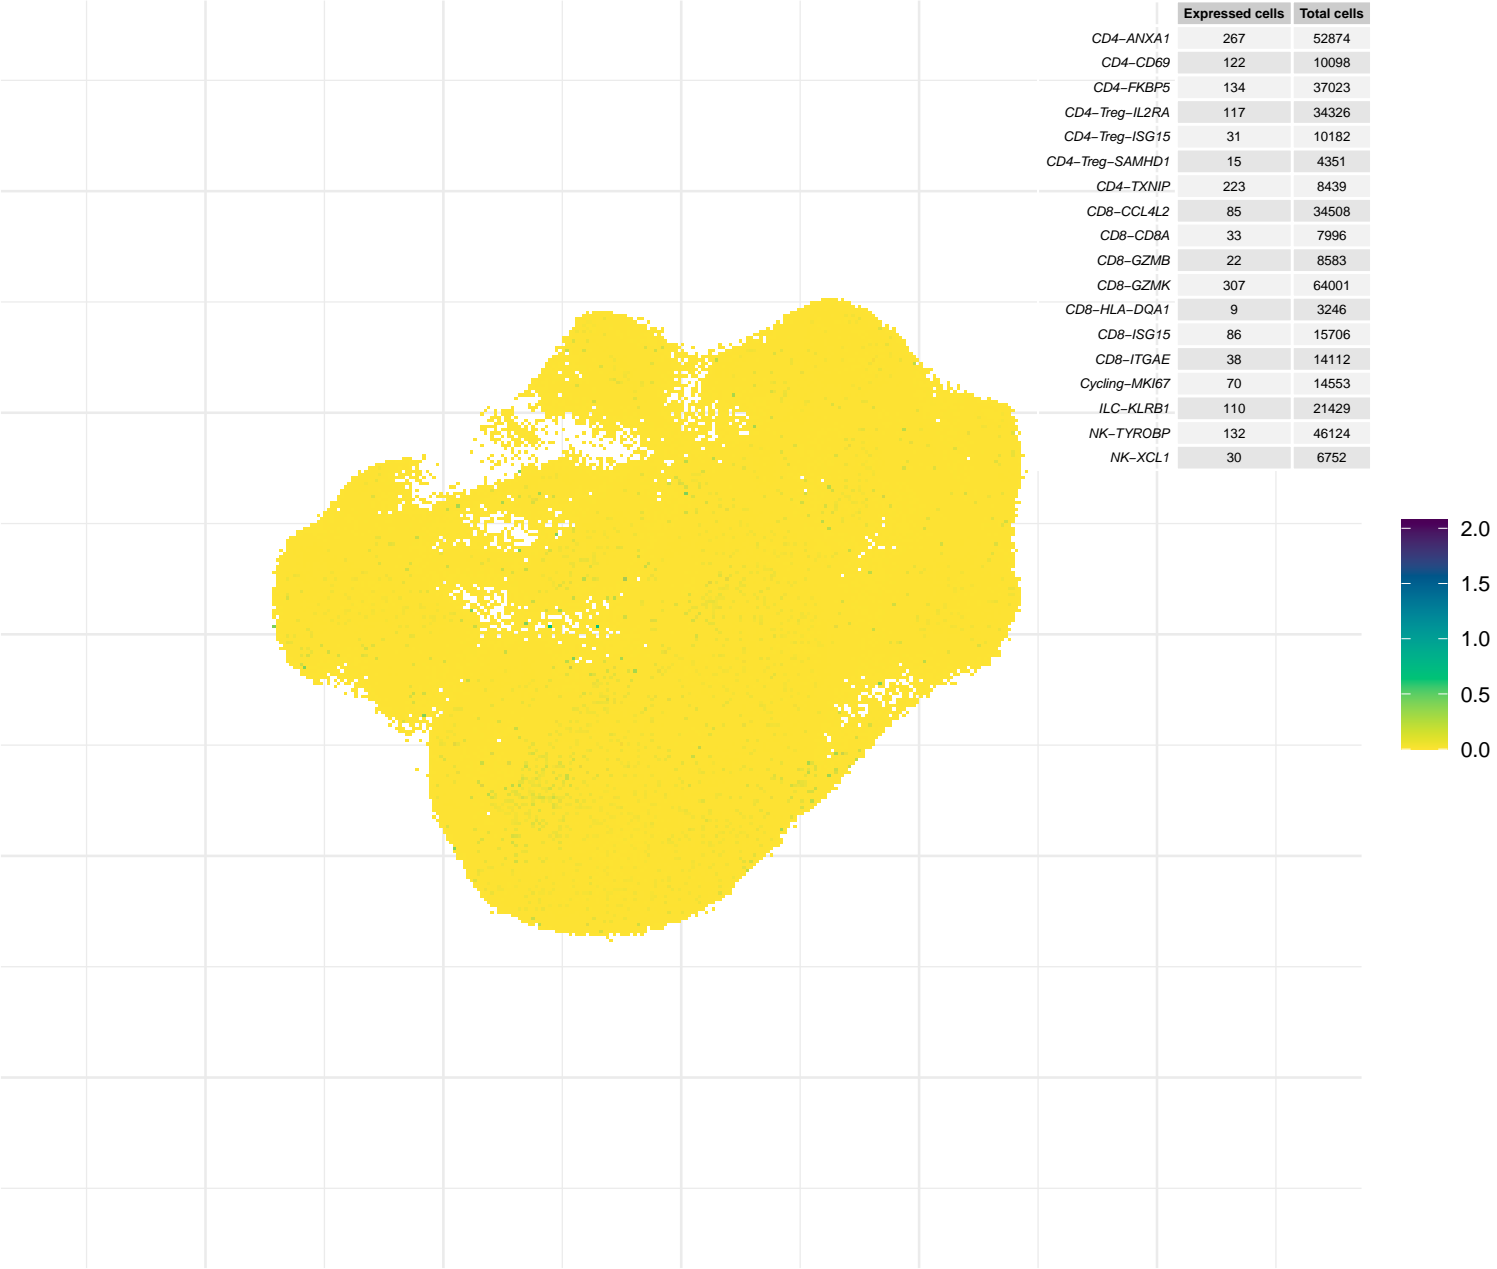 Expressed cells Total cells
CD4−ANXA1 267 52874
CD4−CD69 122 10098
CD4−FKBP5 134 37023
CD4−Treg−IL2RA 117 34326
CD4−Treg−ISG15 31 10182
CD4−Treg−SAMHD1 15 4351
CD4−TXNIP 223 8439
CD8−CCL4L2 85 34508
CD8−CD8A 33 7996
CD8−GZMB 22 8583
CD8−GZMK 307 64001
CD8−HLA−DQA1 9 3246
CD8−ISG15 86 15706
CD8−ITGAE 38 14112
Cycling−MKI67 70 14553
ILC−KLRB1 110 21429
NK−TYROBP 132 46124
NK−XCL1 30 6752
2.0
1.5
1.0
0.5
0.0